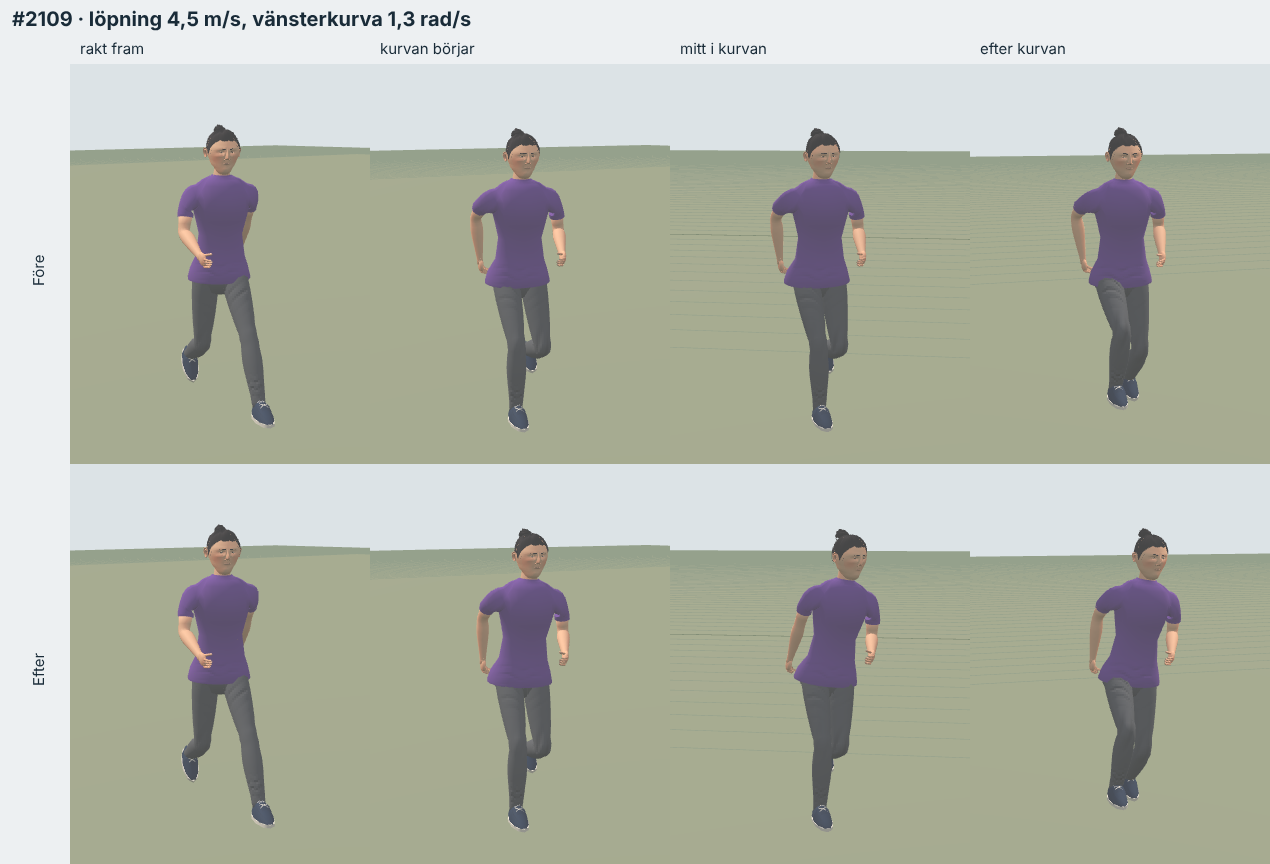 #2109 · löpning 4,5 m/s, vänsterkurva 1,3 rad/s
rakt fram
kurvan börjar
mitt i kurvan
efter kurvan
Före
Efter